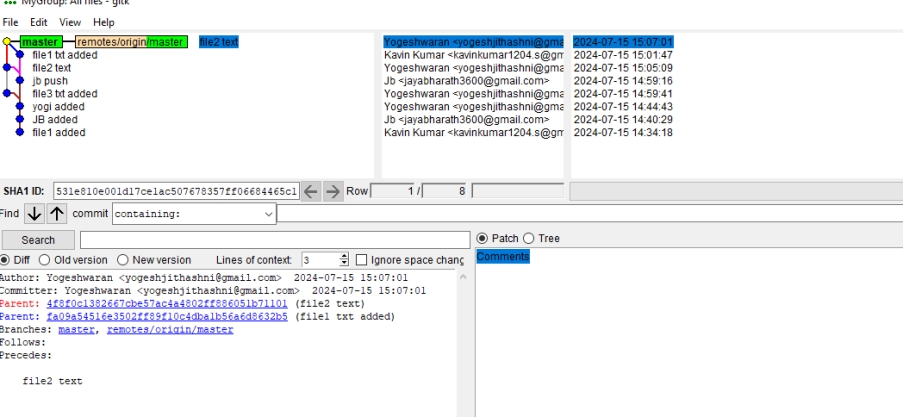 MyGroup: All files - gitk
File Edit View Help
master remotes/origin/master file2 text Yogeshwaran <yogeshjithashni@gma 2024-07-15 15:07:01
file1 txt added Kavin Kumar <kavinkumar1204.s@gm 2024-07-15 15:01:47
file2 text Yogeshwaran <yogeshjithashni@gma 2024-07-15 15:05:09
jb push Jb <jayabharath3600@gmail.com> 2024-07-15 14:59:16
file3 txt added Yogeshwaran <yogeshjithashni@gma 2024-07-15 14:59:41
yogi added Yogeshwaran <yogeshjithashni@gma 2024-07-15 14:44:43
JB added Jb <jayabharath3600@gmail.com> 2024-07-15 14:40:29
file1 added Kavin Kumar <kavinkumar1204.s@gm 2024-07-15 14:34:18
SHA1 ID: 531e810e001d17ce1ac507678357ff06684465c1 Row 1 / 8
Find commit containing:
Search Patch Tree
Diff Old version New version Lines of context: 3 Ignore space chang Comments
Author: Yogeshwaran <yogeshjithashni@gmail.com> 2024-07-15 15:07:01
Committer: Yogeshwaran <yogeshjithashni@gmail.com> 2024-07-15 15:07:01
Parent: 4f8f0c1382667cbe57ac4a4802ff886051b71101 (file2 text)
Parent: fa09a54516e3502ff89f10c4dba1b56a6d8632b5 (file1 txt added)
Branches: master, remotes/origin/master
Follows:
Precedes:
file2 text